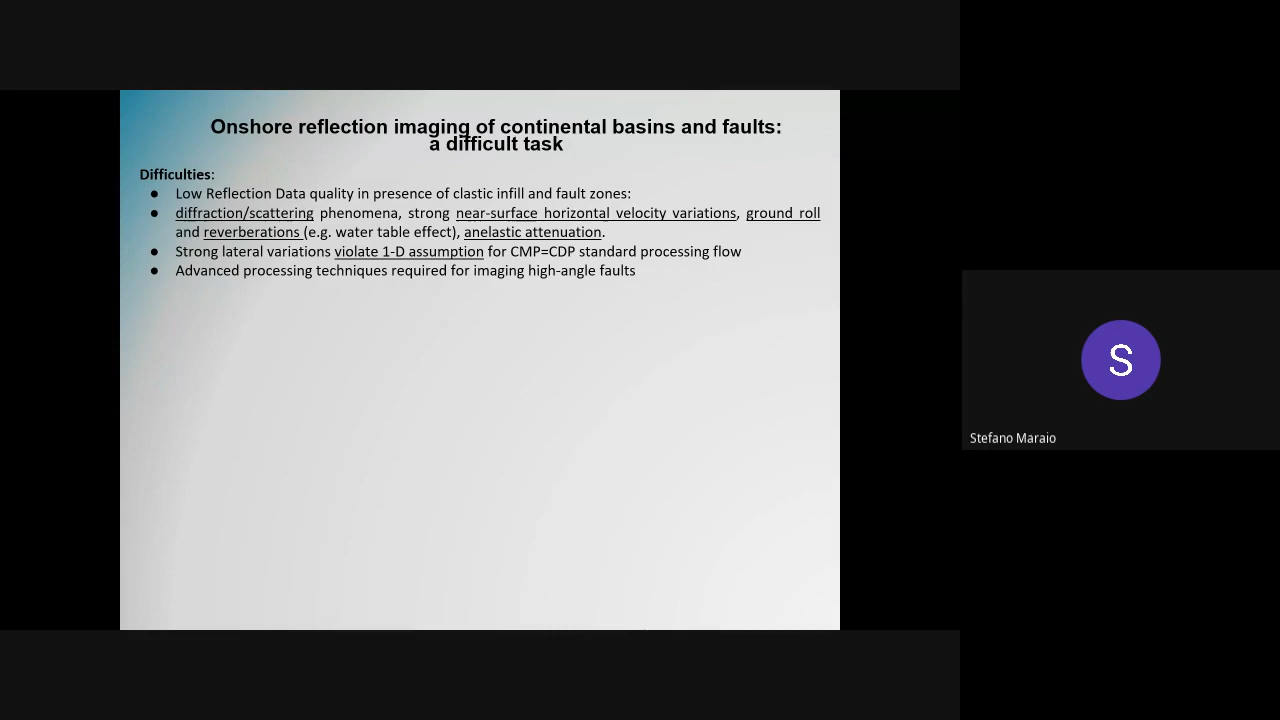 Onshore reflection imaging of continental basins and faults:
a difficult task
Difficulties:
● Low Reflection Data quality in presence of clastic infill and fault zones:
● diffraction/scattering phenomena, strong near-surface horizontal velocity variations, ground roll
and reverberations (e.g. water table effect), anelastic attenuation.
● Strong lateral variations violate 1-D assumption for CMP=CDP standard processing flow
● Advanced processing techniques required for imaging high-angle faults
S
Stefano Maraio